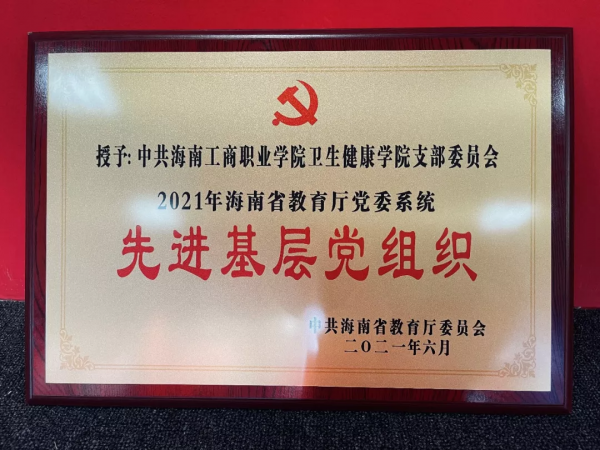 授予:中共海南工商职业学院卫生健康学院支部委员会
2021年海南省教育厅党委系统
先进基层党组织
中共海南省教育厅委员会
二〇二一年六月